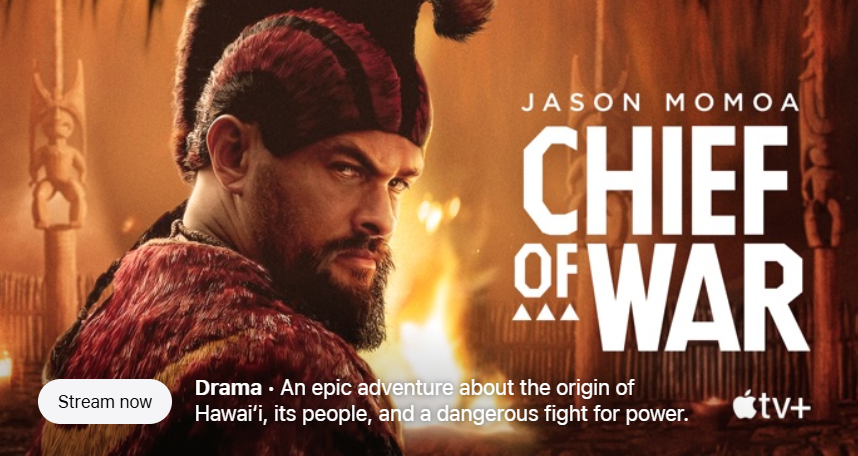 JASON MOMOA
CHIEF
OF WAR
Stream now
Drama · An epic adventure about the origin of
Hawaiʻi, its people, and a dangerous fight for power.
tv+